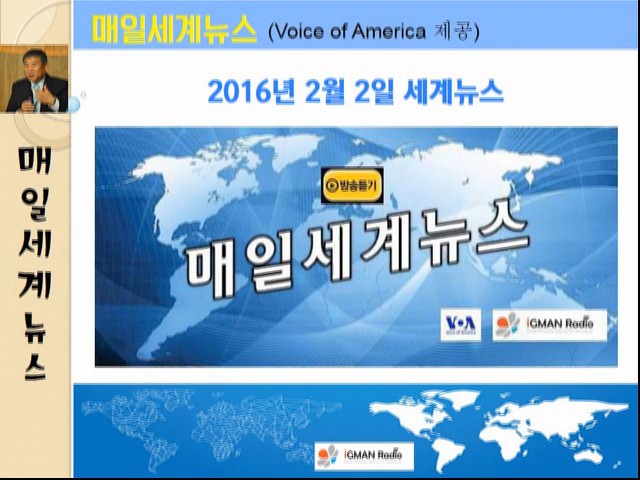 매일세계뉴스 (Voice of America 제공)
2016년 2월 2일 세계뉴스
방송듣기
매일세계뉴스
VOA
iGMAN Radio
매일세계뉴스
iGMAN Radio